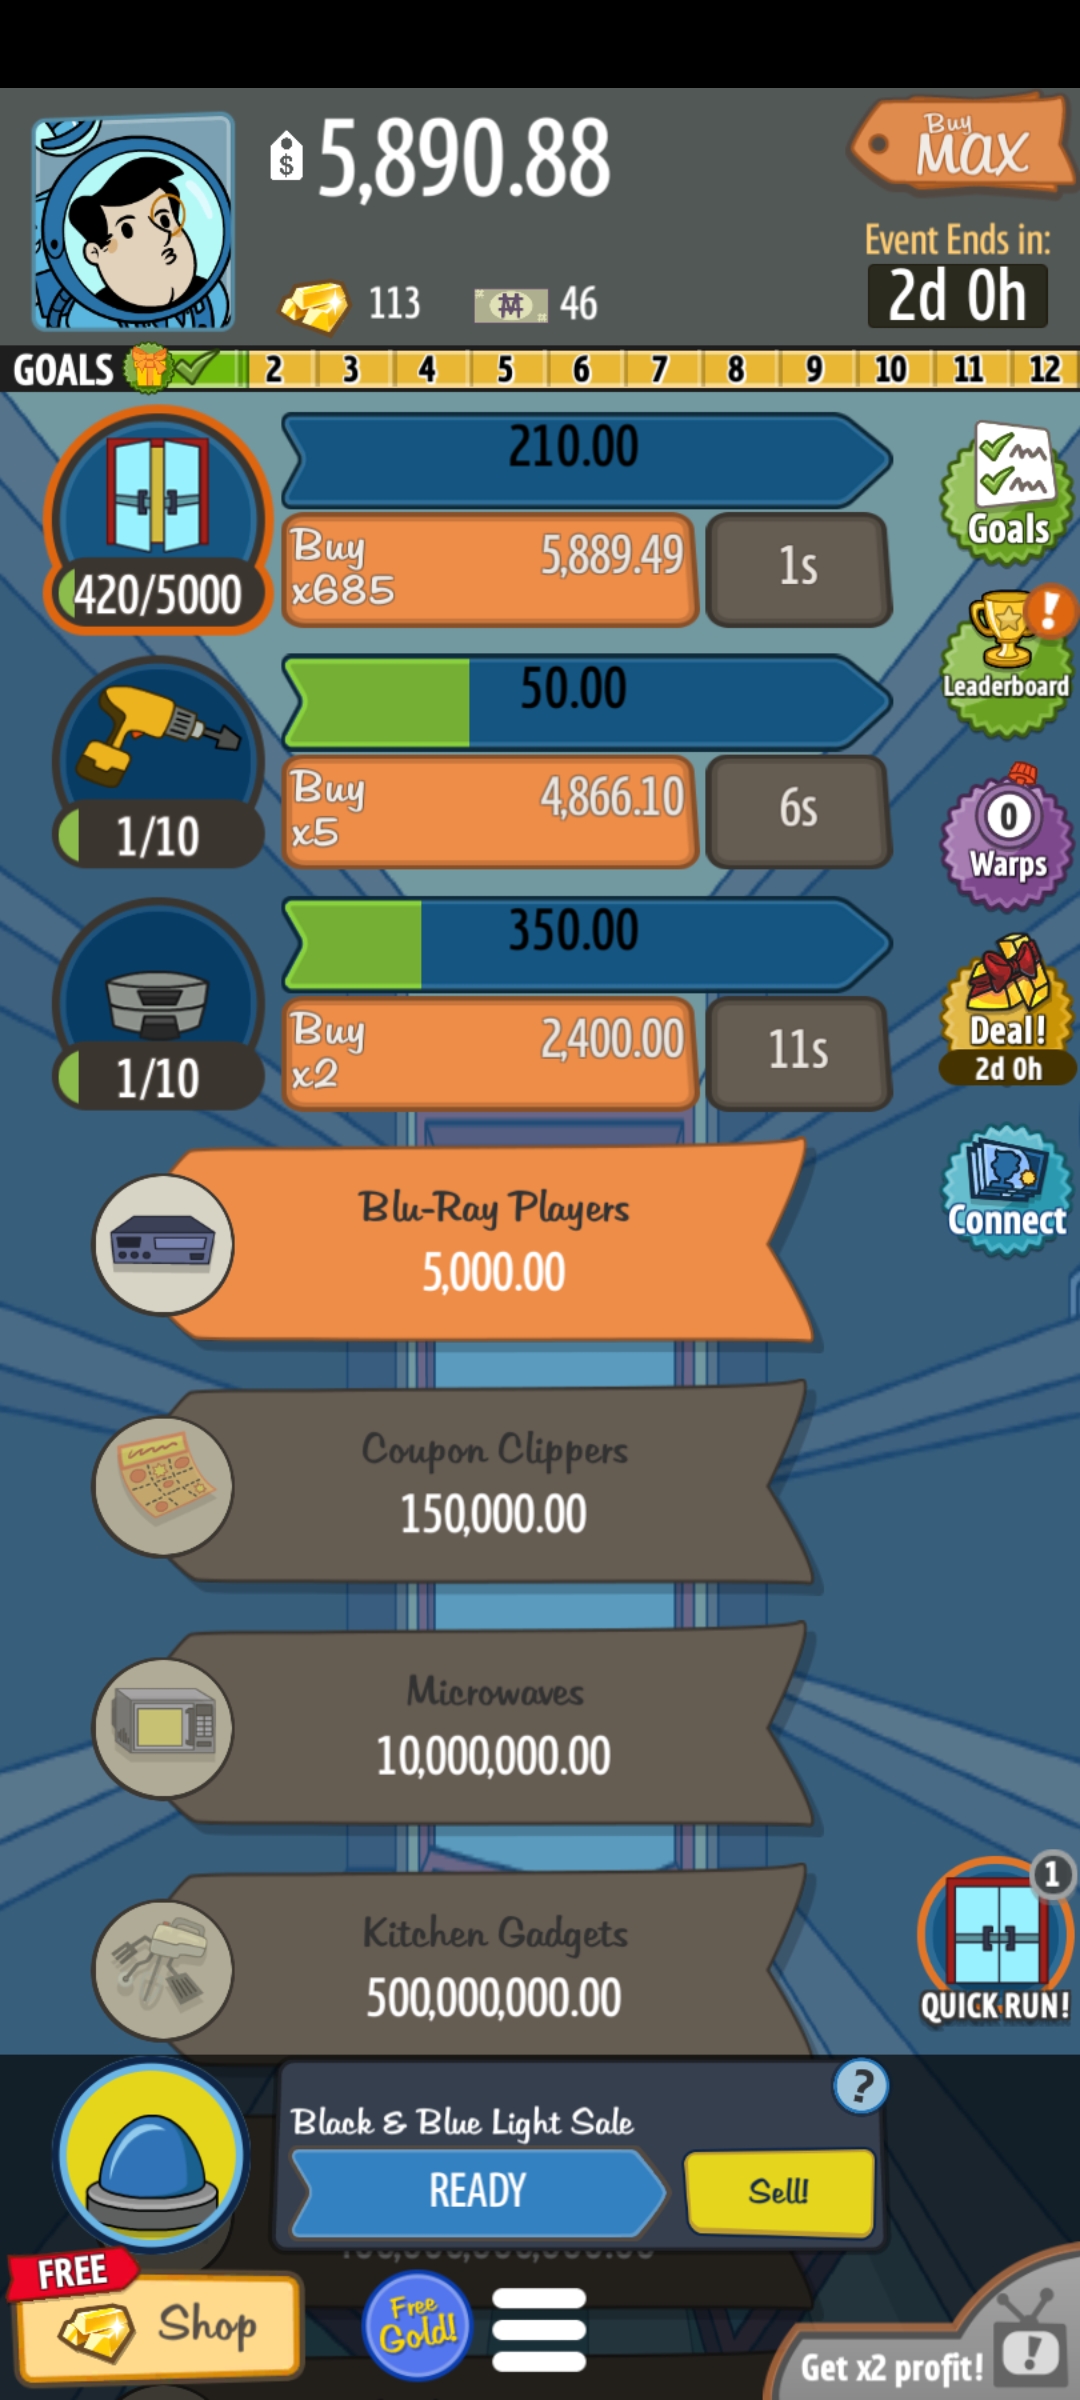 5,890.88
Buy
MAX
113
46
Event Ends in:
2d 0h
GOALS 2 3 4 5 6 7 8 9 10 11 12
210.00
Buy
x685
5,889.49
1s
420/5000
Goals
50.00
Buy
x5
4,866.10
6s
1/10
!
Leaderboard
350.00
Buy
x2
2,400.00
11s
1/10
0
Warps
Deal!
2d 0h
Connect
Blu-Ray Players
5,000.00
Coupon Clippers
150,000.00
Microwaves
10,000,000.00
Kitchen Gadgets
500,000,000.00
1
QUICK RUN!
?
Black & Blue Light Sale
READY
Sell!
FREE
Shop
Free
Gold!
Get x2 profit!
!